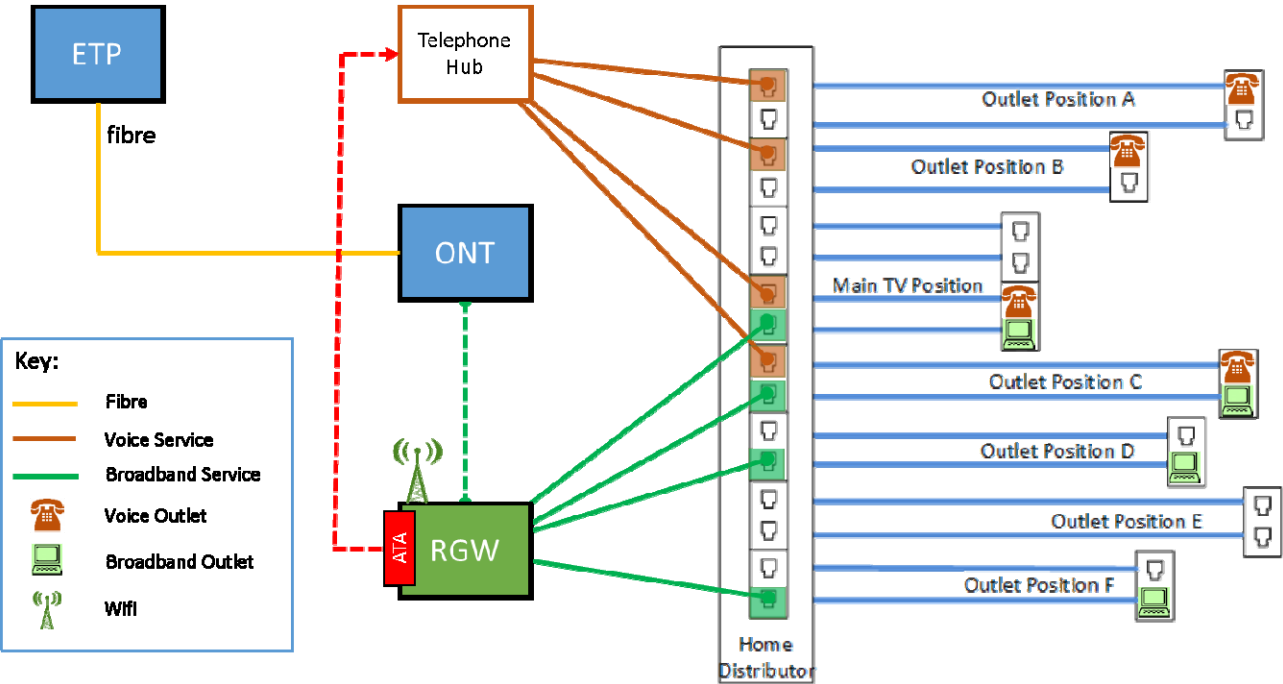 ETP
fibre
Telephone
Hub
ONT
ATA
RGW
Outlet Position A
Outlet Position B
Main TV Position
Outlet Position C
Outlet Position D
Outlet Position E
Outlet Position F
Home
Distributor
Key:
Fibre
Voice Service
Broadband Service
Voice Outlet
Broadband Outlet
Wifi